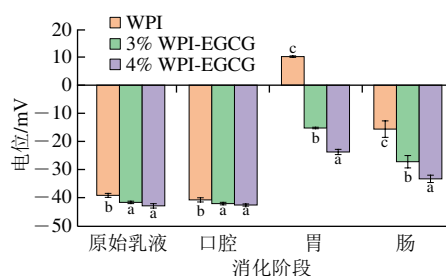 WPI
3% WPI-EGCG
4% WPI-EGCG
电位/mV
20
10
0
−10
−20
−30
−40
−50
b a a
b a a
c b a
c b a
原始乳液 口腔 胃 肠
消化阶段